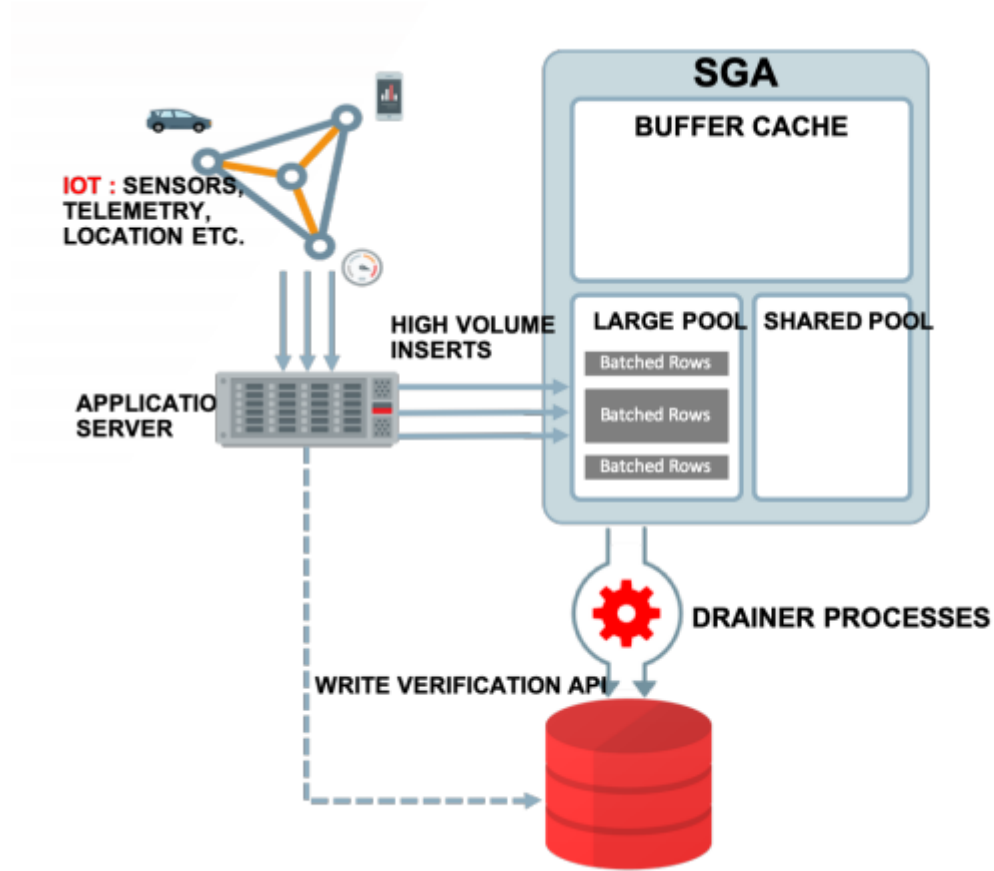 SGA
BUFFER CACHE
IOT : SENSORS,
TELEMETRY,
LOCATION ETC.
HIGH VOLUME
INSERTS
LARGE POOL
SHARED POOL
Batched Rows
Batched Rows
Batched Rows
APPLICATIO
SERVER
DRAINER PROCESSES
WRITE VERIFICATION API